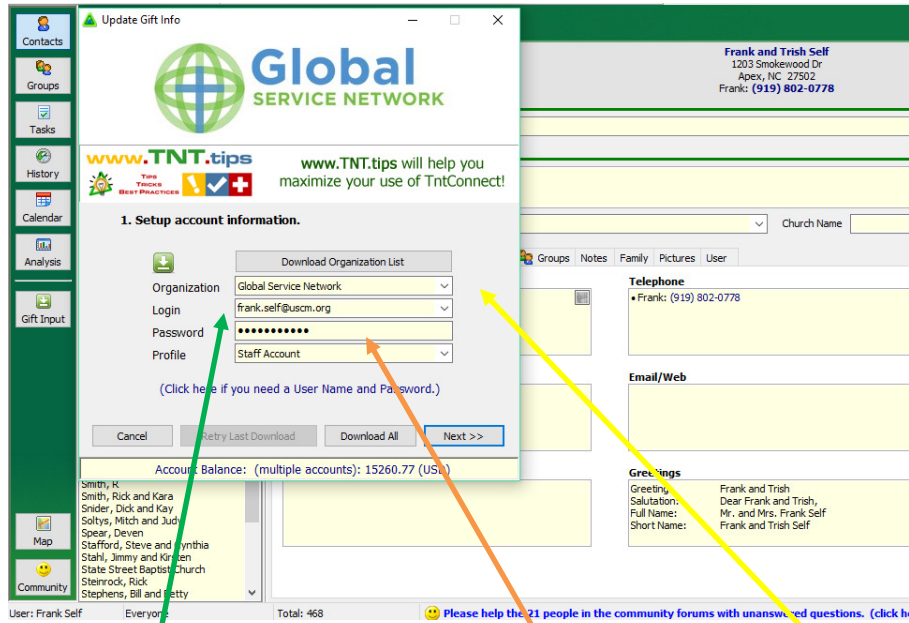 Contacts
Groups
Tasks
History
Calendar
Analysis
Gift Input
Map
Community
Update Gift Info
Global
SERVICE NETWORK
www.TNT.tips
TIPS
TRICKS
BEST PRACTICES
www.TNT.tips will help you
maximize your use of TntConnect!
1. Setup account information.
Download Organization List
Organization Global Service Network
Login frank.self@uscm.org
Password •••••••••••
Profile Staff Account
(Click here if you need a User Name and Password.)
Cancel Retry Last Download Download All Next >>
Account Balance: (multiple accounts): 15260.77 (USD)
Smith, R
Smith, Rick and Kara
Snider, Dick and Kay
Soltys, Mitch and Judy
Spear, Deven
Stafford, Steve and Cynthia
Stahl, Jimmy and Kirsten
State Street Baptist Church
Steinrock, Rick
Stephens, Bill and Betty
Frank and Trish Self
1203 Smokewood Dr
Apex, NC 27502
Frank: (919) 802-0778
Church Name
Groups Notes Family Pictures User
Telephone
• Frank: (919) 802-0778
Email/Web
Greetings
Greeting: Frank and Trish
Salutation: Dear Frank and Trish,
Full Name: Mr. and Mrs. Frank Self
Short Name: Frank and Trish Self
User: Frank Self Everyone Total: 468 Please help the 21 people in the community forums with unanswered questions. (click he